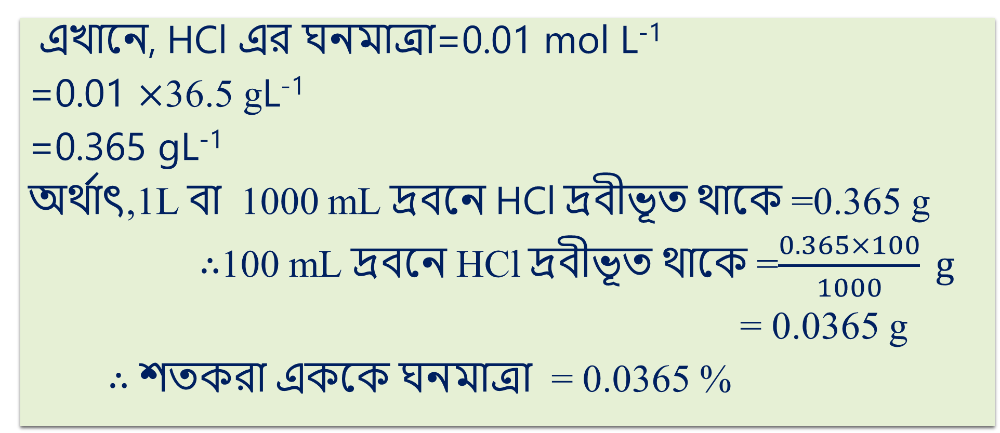 এখানে, HCl এর ঘনমাত্রা=0.01 mol L⁻¹
=0.01 ×36.5 gL⁻¹
=0.365 gL⁻¹
অর্থাৎ,1L বা 1000 mL দ্রবনে HCl দ্রবীভূত থাকে =0.365 g
∴100 mL দ্রবনে HCl দ্রবীভূত থাকে =0.365×100/1000 g
= 0.0365 g
∴ শতকরা এককে ঘনমাত্রা = 0.0365 %